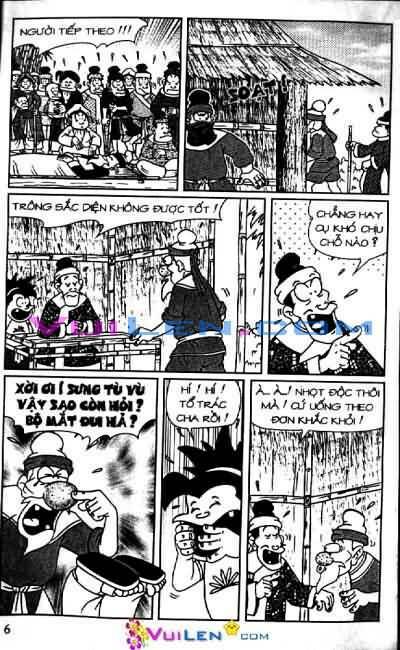 NGƯỜI TIẾP THEO !!!
SOẠT !
TRÔNG SẮC DIỆN KHÔNG ĐƯỢC TỐT !
CHẲNG HAY
CỤ KHÓ CHỊU
CHỖ NÀO ?
VuiLen.com
XỜI ƠI ! SƯNG TÙ VÙ
VẬY SAO CÒN HỎI ?
BỘ MẮT ĐUI HẢ ?
HÍ ! HÍ !
TỔ TRÁC
CHA RỒI !
À... À...! NHỌT ĐỘC THÔI
MÀ ! CỨ UỐNG THEO
ĐƠN KHẮC KHỎI !
6
VuiLen.com